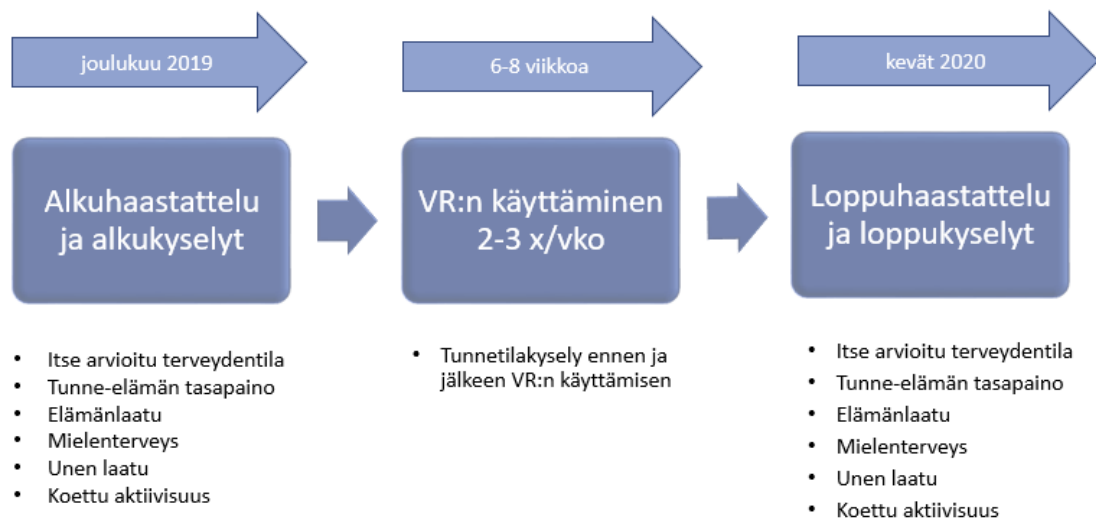 joulukuu 2019
6-8 viikkoa
kevät 2020
Alkuhaastattelu
ja alkukyselyt
VR:n käyttäminen
2-3 x/vko
Loppuhaastattelu
ja loppukyselyt
• Itse arvioitu terveydentila
• Tunne-elämän tasapaino
• Elämänlaatu
• Mielenterveys
• Unen laatu
• Koettu aktiivisuus
• Tunnetilakysely ennen ja
jälkeen VR:n käyttämisen
• Itse arvioitu terveydentila
• Tunne-elämän tasapaino
• Elämänlaatu
• Mielenterveys
• Unen laatu
• Koettu aktiivisuus